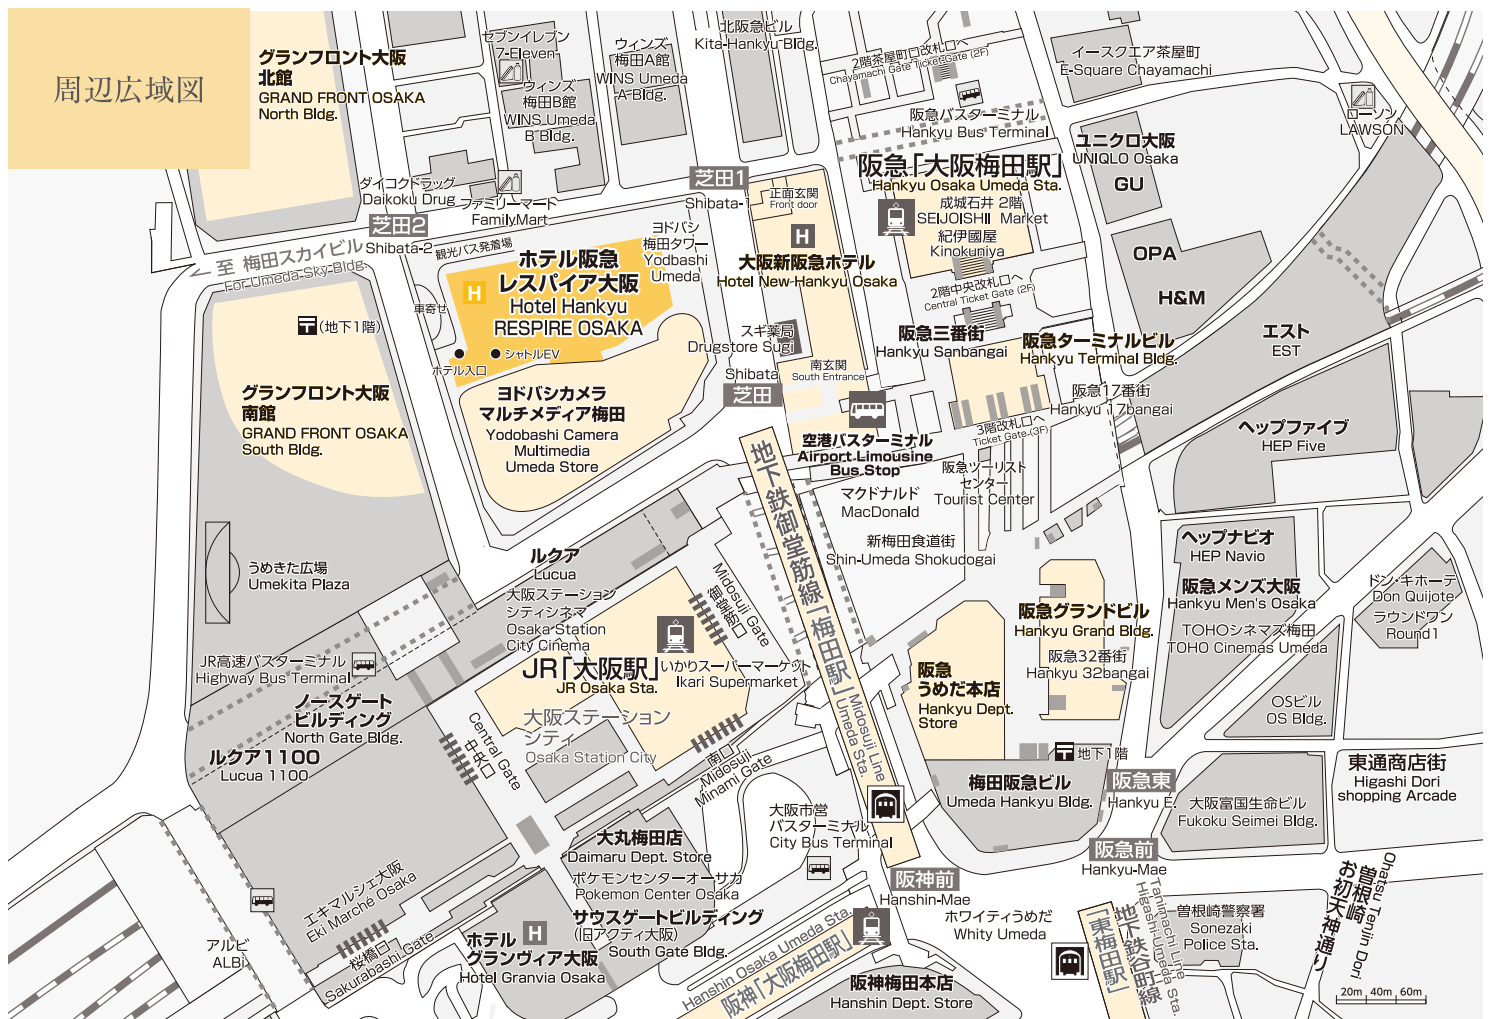 周辺広域図
グランフロント大阪
北館
GRAND FRONT OSAKA
North Bldg.
セブンイレブン
7-Eleven
ウィンズ
梅田B館
WINS Umeda
B Bldg.
ウィンズ
梅田A館
WINS Umeda
A Bldg.
北阪急ビル
Kita-Hankyu Bldg.
2階茶屋町口改札口へ
Chayamachi Gate Ticket Gate (2F)
イースクエア茶屋町
E-Square Chayamachi
ローソン
LAWSON
阪急バスターミナル
Hankyu Bus Terminal
ユニクロ大阪
UNIQLO Osaka
GU
阪急「大阪梅田駅」
Hankyu Osaka Umeda Sta.
成城石井 2階
SEIJOISHII Market
紀伊國屋
Kinokuniya
ダイコクドラッグ
Daikoku Drug
ファミリーマート
FamilyMart
芝田1
Shibata-1
芝田2
Shibata-2
正面玄関
Front door
H
大阪新阪急ホテル
Hotel New-Hankyu Osaka
観光バス発着場
ヨドバシ
梅田タワー
Yodbashi
Umeda
至 梅田スカイビル
For Umeda Sky Bldg.
ホテル阪急
レスパイア大阪
Hotel Hankyu
RESPIRE OSAKA
H
車寄せ
シャトルEV
ホテル入口
(地下1階)
OPA
H&M
2階中央改札口へ
Central Ticket Gate (2F)
阪急三番街
Hankyu Sanbangai
阪急ターミナルビル
Hankyu Terminal Bldg.
エスト
EST
スギ薬局
Drugstore Sugi
南玄関
South Entrance
Shibata
芝田
グランフロント大阪
南館
GRAND FRONT OSAKA
South Bldg.
ヨドバシカメラ
マルチメディア梅田
Yodobashi Camera
Multimedia
Umeda Store
阪急17番街
Hankyu 17bangai
3階改札口へ
Ticket Gate (3F)
ヘップファイブ
HEP Five
空港バスターミナル
Airport Limousine
Bus Stop
阪急ツーリスト
センター
Tourist Center
マクドナルド
MacDonald
新梅田食道街
Shin-Umeda Shokudogai
地下鉄御堂筋線「梅田駅」
Midosuji Line
Umeda Sta.
うめきた広場
Umekita Plaza
ルクア
Lucua
大阪ステーション
シティシネマ
Osaka Station
City Cinema
御堂筋口
Midosuji Gate
ヘップナビオ
HEP Navio
阪急メンズ大阪
Hankyu Men's Osaka
TOHOシネマズ梅田
TOHO Cinemas Umeda
ドン・キホーテ
Don Quijote
ラウンドワン
Round1
阪急グランドビル
Hankyu Grand Bldg.
阪急32番街
Hankyu 32bangai
JR高速バスターミナル
Highway Bus Terminal
JR「大阪駅」
JR Osaka Sta.
いかりスーパーマーケット
Ikari Supermarket
阪急
うめだ本店
Hankyu Dept.
Store
ノースゲート
ビルディング
North Gate Bldg.
ルクア1100
Lucua 1100
中央口
Central Gate
大阪ステーション
シティ
Osaka Station City
南口
Midosuji
Minami Gate
OSビル
OS Bldg.
地下1階
梅田阪急ビル
Umeda Hankyu Bldg.
阪急東
Hankyu E.
東通商店街
Higashi Dori
shopping Arcade
大阪富国生命ビル
Fukoku Seimei Bldg.
大阪市営
バスターミナル
City Bus Terminal
大丸梅田店
Daimaru Dept. Store
ポケモンセンターオーサカ
Pokemon Center Osaka
サウスゲートビルディング
(旧アクティ大阪)
South Gate Bldg.
阪急前
Hankyu-Mae
阪神前
Hanshin-Mae
ホワイティうめだ
Whity Umeda
エキマルシェ大阪
Eki Marché Osaka
桜橋口
Sakurabashi Gate
アルビ
ALBi
ホテル
グランヴィア大阪
H
Hotel Granvia Osaka
Hanshin Osaka Umeda Sta.
阪神「大阪梅田駅」
阪神梅田本店
Hanshin Dept. Store
地下鉄谷町線
「東梅田駅」
Tanimachi Line
Higashi-Umeda Sta.
曽根崎警察署
Sonezaki
Police Sta.
曽根崎
お初天神通り
Ohatsu Tenjin Dori
20m 40m 60m